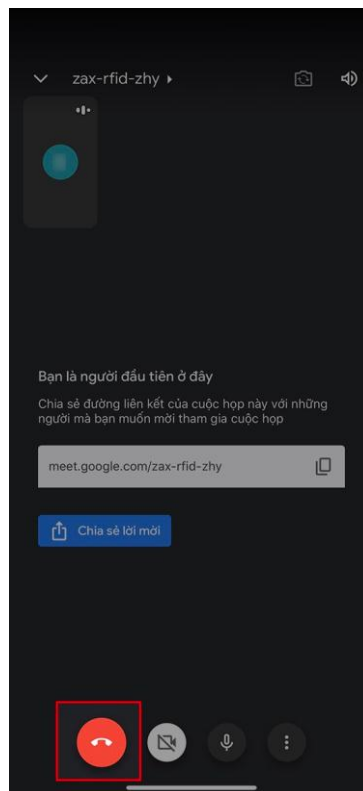 zax-rfid-zhy
Bạn là người đầu tiên ở đây
Chia sẻ đường liên kết của cuộc họp này với những
người mà bạn muốn mời tham gia cuộc họp
meet.google.com/zax-rfid-zhy
Chia sẻ lời mời